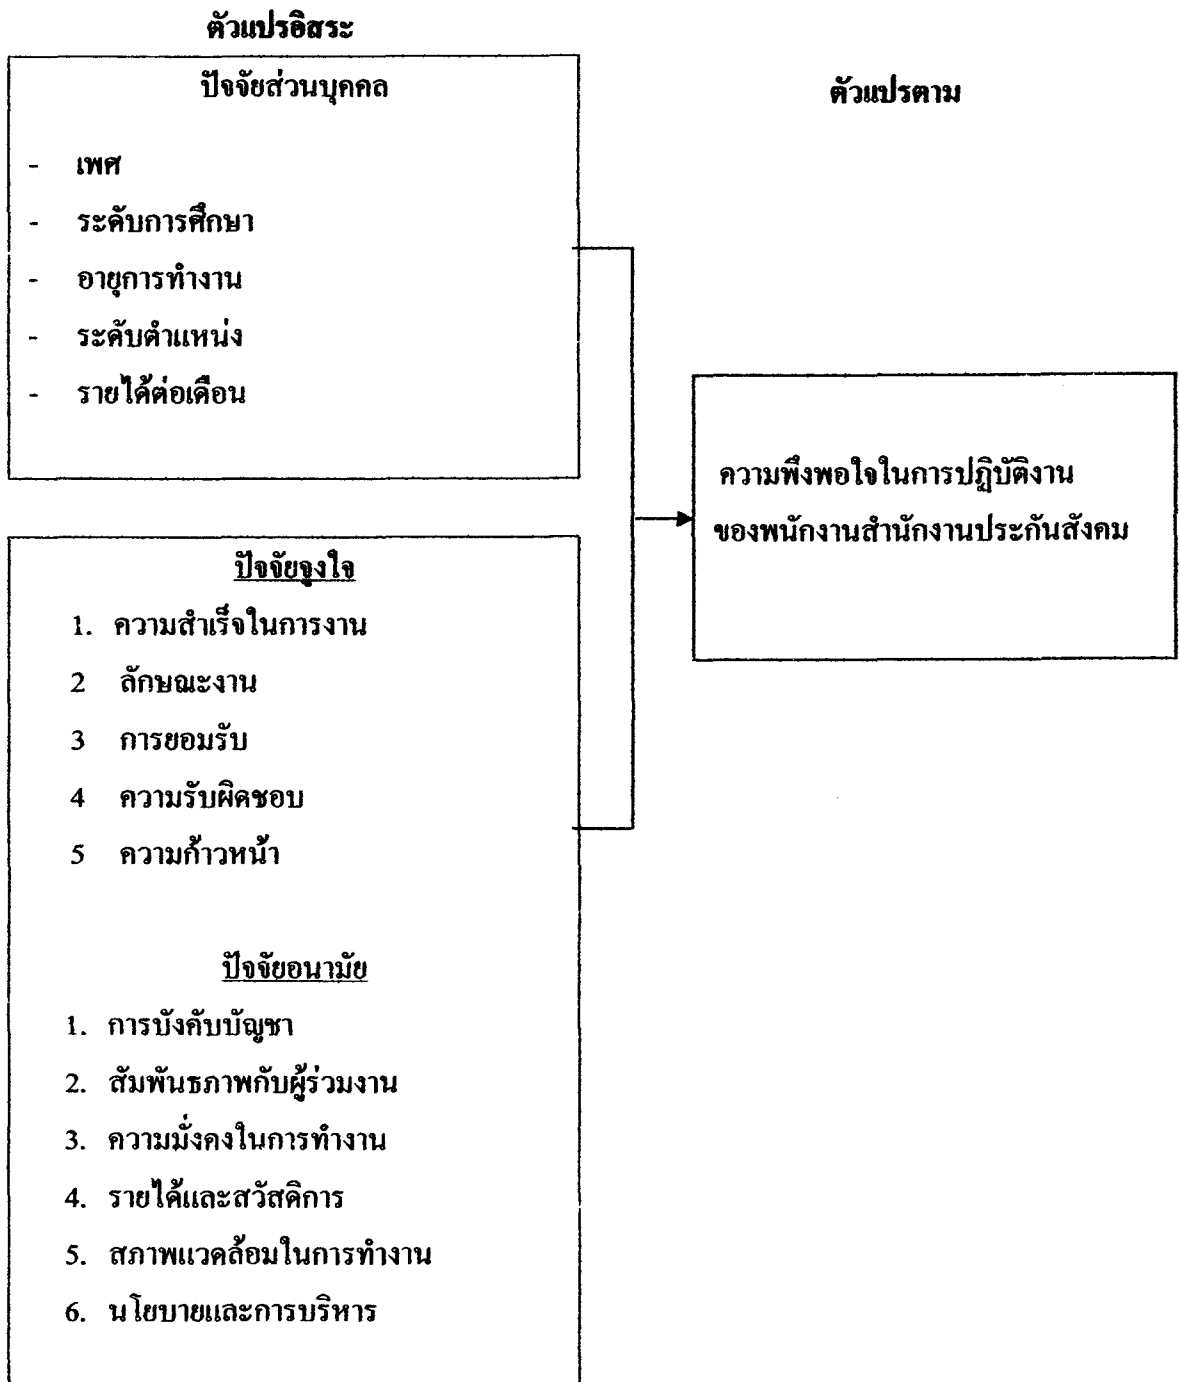 ตัวแปรอิสระ
ปัจจัยส่วนบุคคล
- เพศ
- ระดับการศึกษา
- อายุการทำงาน
- ระดับตำแหน่ง
- รายได้ต่อเดือน
ปัจจัยจูงใจ
1. ความสำเร็จในการงาน
2 ลักษณะงาน
3 การยอมรับ
4 ความรับผิดชอบ
5 ความก้าวหน้า
ปัจจัยอนามัย
1. การบังคับบัญชา
2. สัมพันธภาพกับผู้ร่วมงาน
3. ความมั่งคงในการทำงาน
4. รายได้และสวัสดิการ
5. สภาพแวดล้อมในการทำงาน
6. นโยบายและการบริหาร
ตัวแปรตาม
ความพึงพอใจในการปฏิบัติงาน
ของพนักงานสำนักงานประกันสังคม